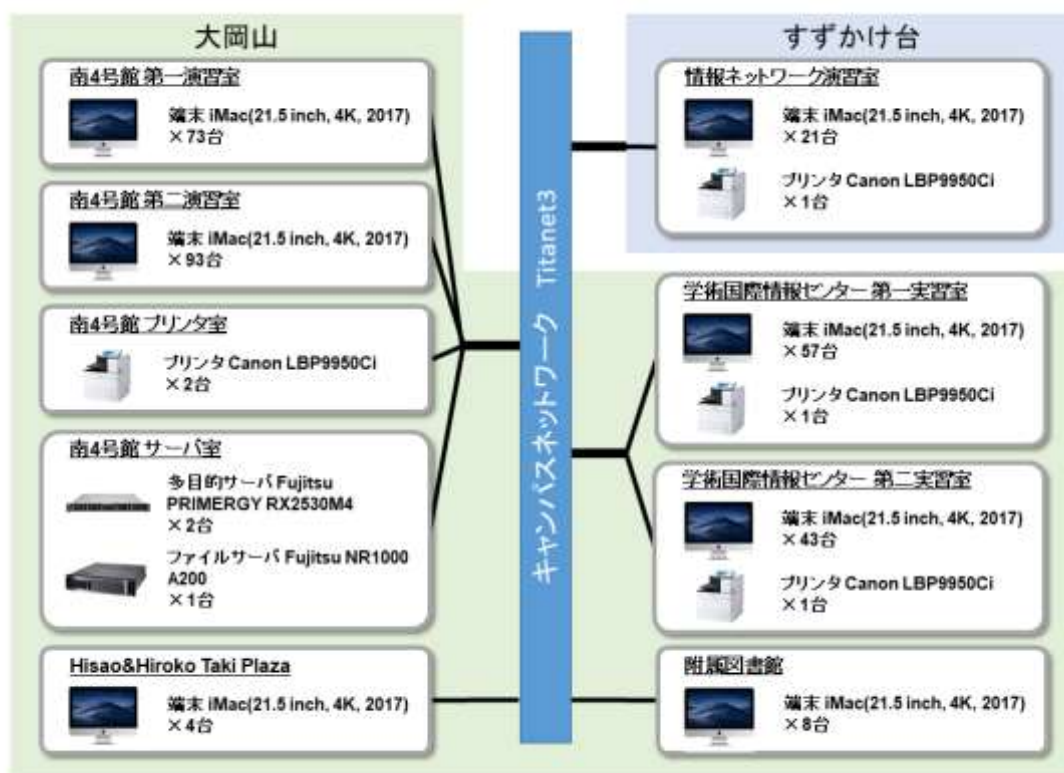 大岡山
南4号館 第一演習室
端末 iMac(21.5 inch, 4K, 2017)
×73台
南4号館 第二演習室
端末 iMac(21.5 inch, 4K, 2017)
×93台
南4号館 プリンタ室
プリンタ Canon LBP9950Ci
×2台
南4号館 サーバ室
多目的サーバ Fujitsu
PRIMERGY RX2530M4
×2台
ファイルサーバ Fujitsu NR1000
A200
×1台
Hisao&Hiroko Taki Plaza
端末 iMac(21.5 inch, 4K, 2017)
×4台
キャンパスネットワーク Titanet3
すずかけ台
情報ネットワーク演習室
端末 iMac(21.5 inch, 4K, 2017)
×21台
プリンタ Canon LBP9950Ci
×1台
学術国際情報センター 第一実習室
端末 iMac(21.5 inch, 4K, 2017)
×57台
プリンタ Canon LBP9950Ci
×1台
学術国際情報センター 第二実習室
端末 iMac(21.5 inch, 4K, 2017)
×43台
プリンタ Canon LBP9950Ci
×1台
附属図書館
端末 iMac(21.5 inch, 4K, 2017)
×8台